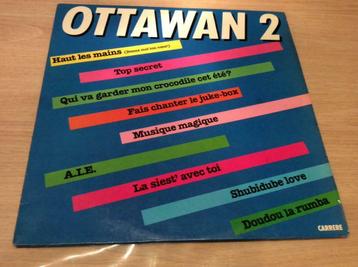 OTTAWAN 2
Haut les mains (donne moi ton cœur)
Top secret
Qui va garder mon crocodile cet été?
Fais chanter le juke-box
Musique magique
A.I.E.
La siest' avec toi
Shubidube love
Doudou la rumba
CARRERE